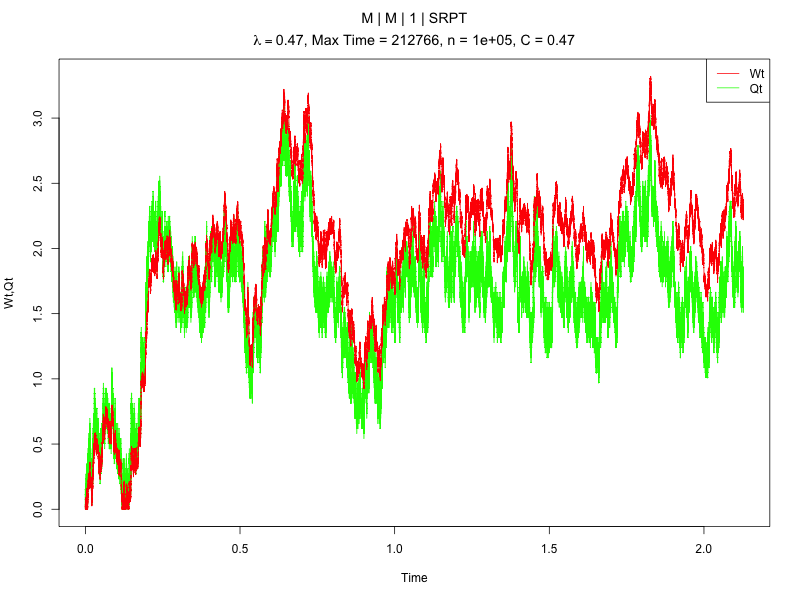 M | M | 1 | SRPT
λ = 0.47, Max Time = 212766, n = 1e+05, C = 0.47
Wt
Qt
Wt,Qt
3.0
2.5
2.0
1.5
1.0
0.5
0.0
0.0 0.5 1.0 1.5 2.0
Time